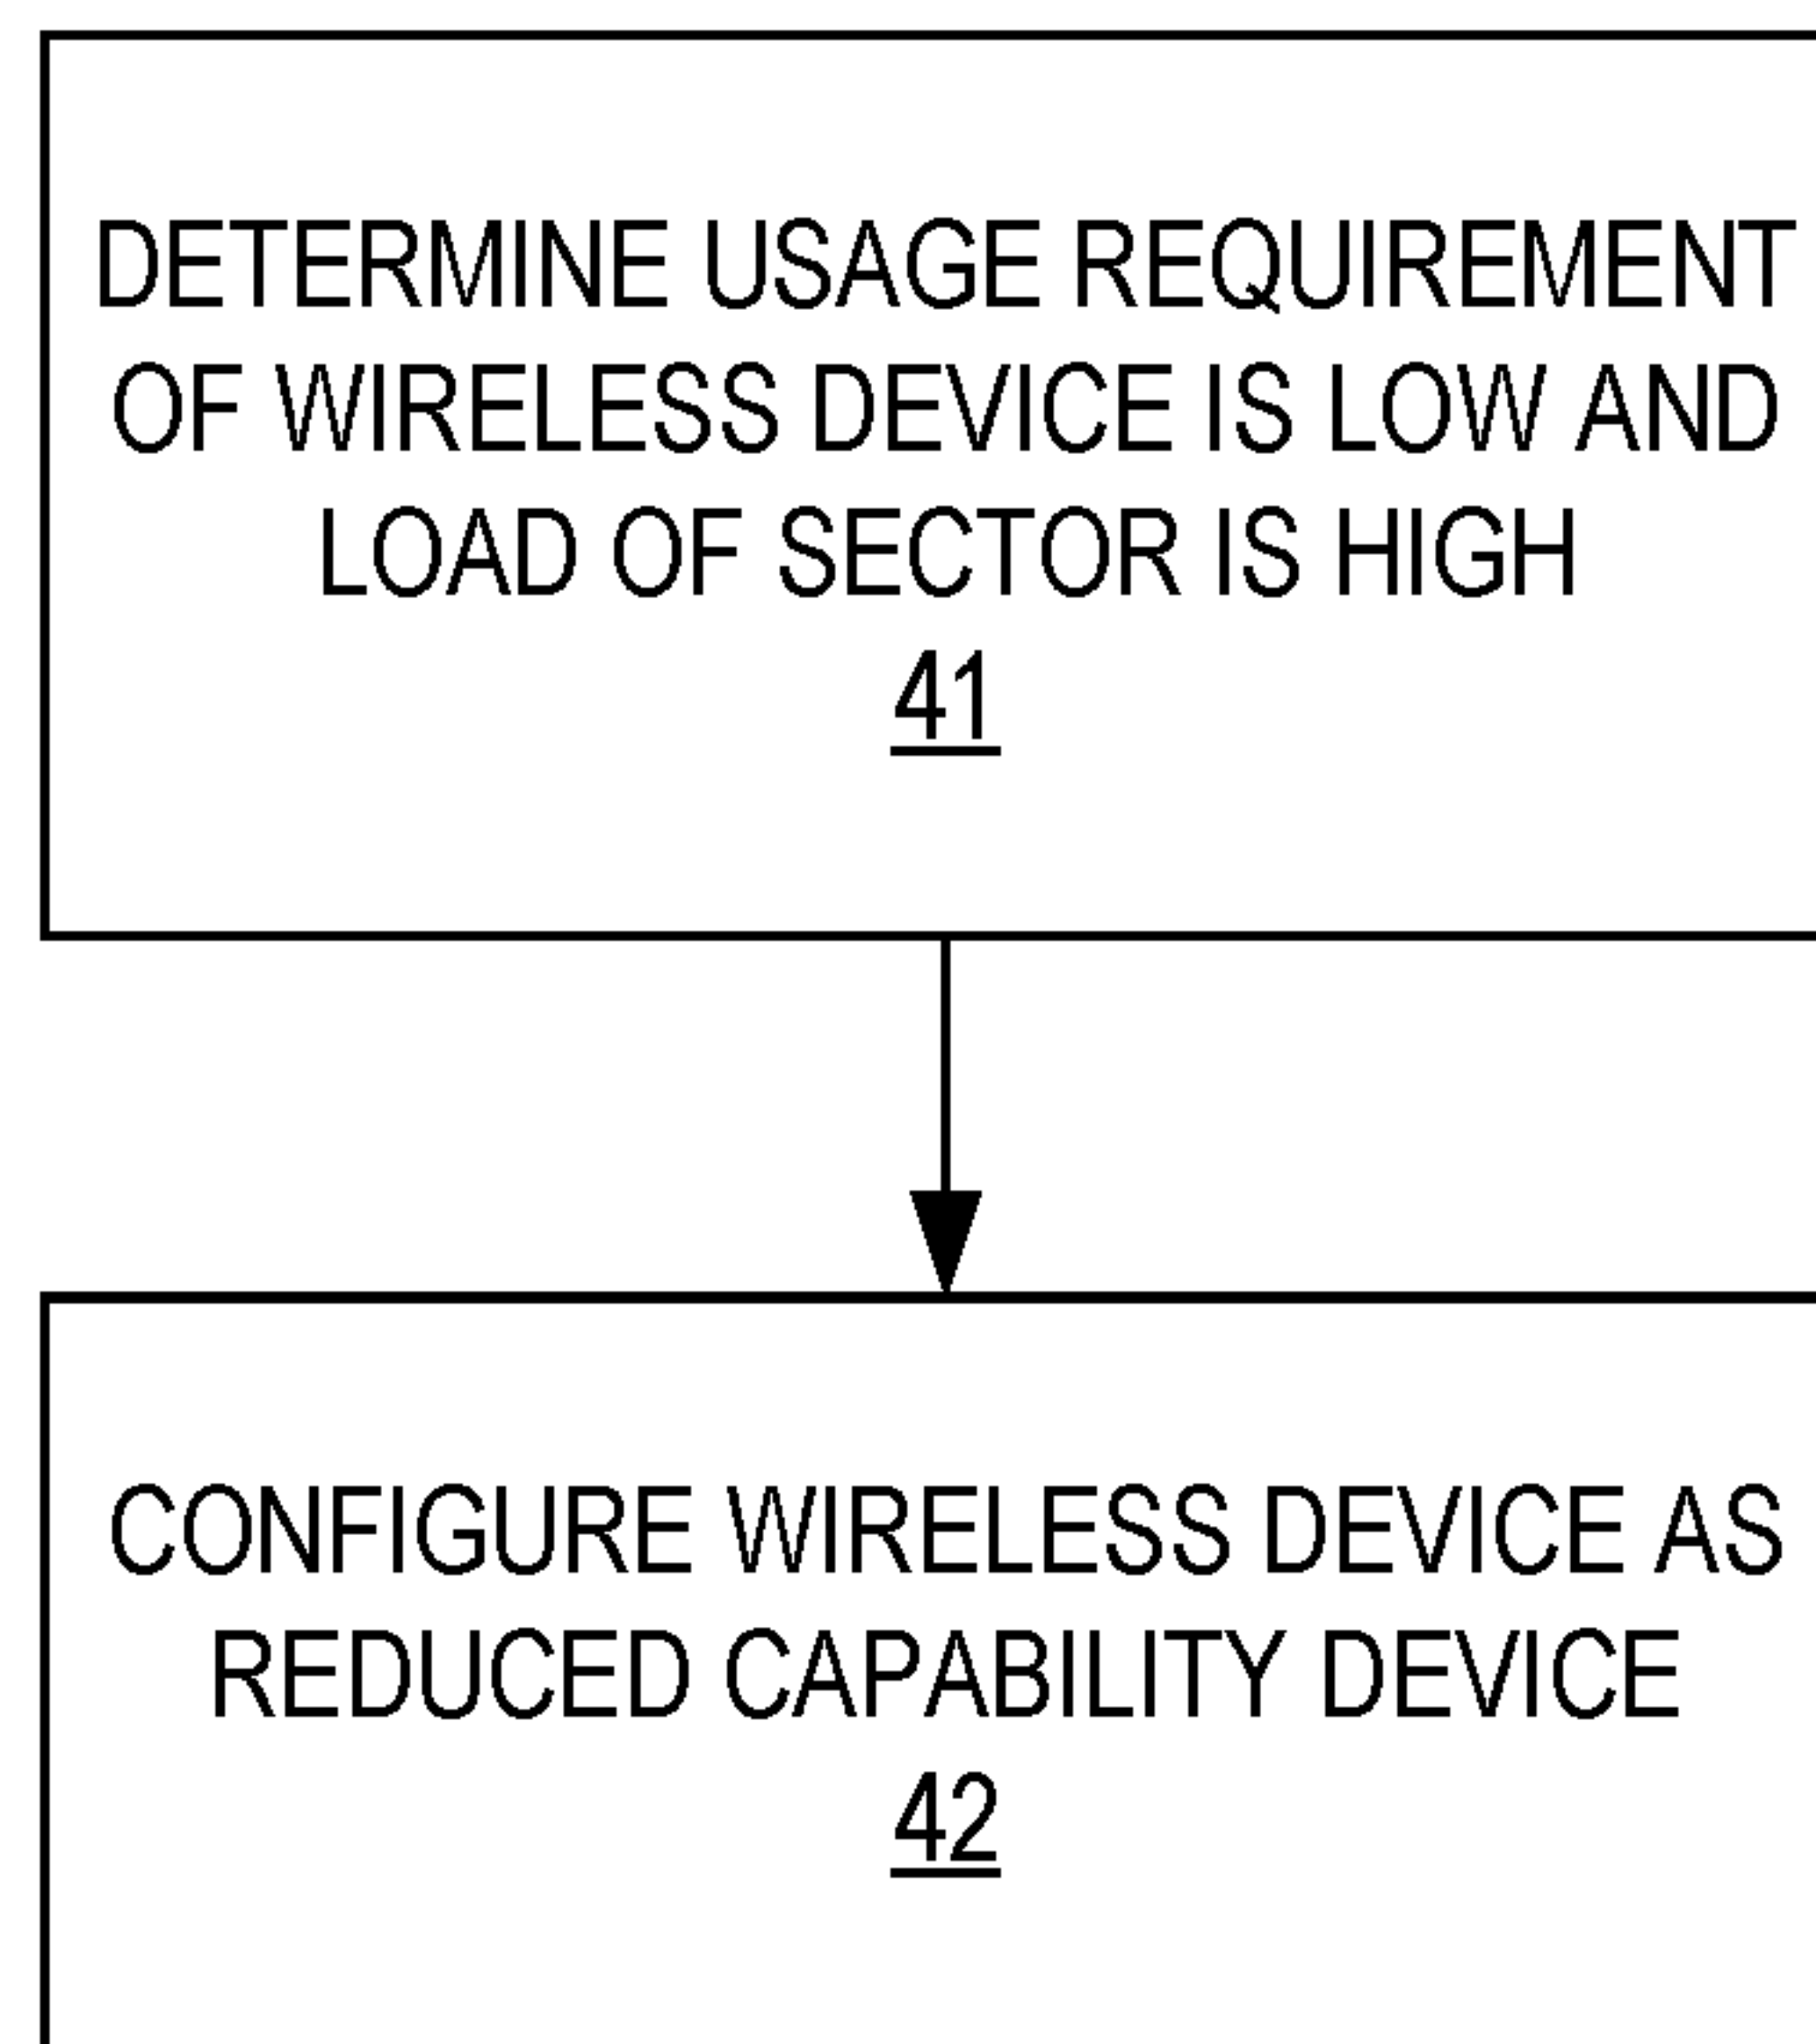 DETERMINE USAGE REQUIREMENT
OF WIRELESS DEVICE IS LOW AND
LOAD OF SECTOR IS HIGH
41
CONFIGURE WIRELESS DEVICE AS
REDUCED CAPABILITY DEVICE
42